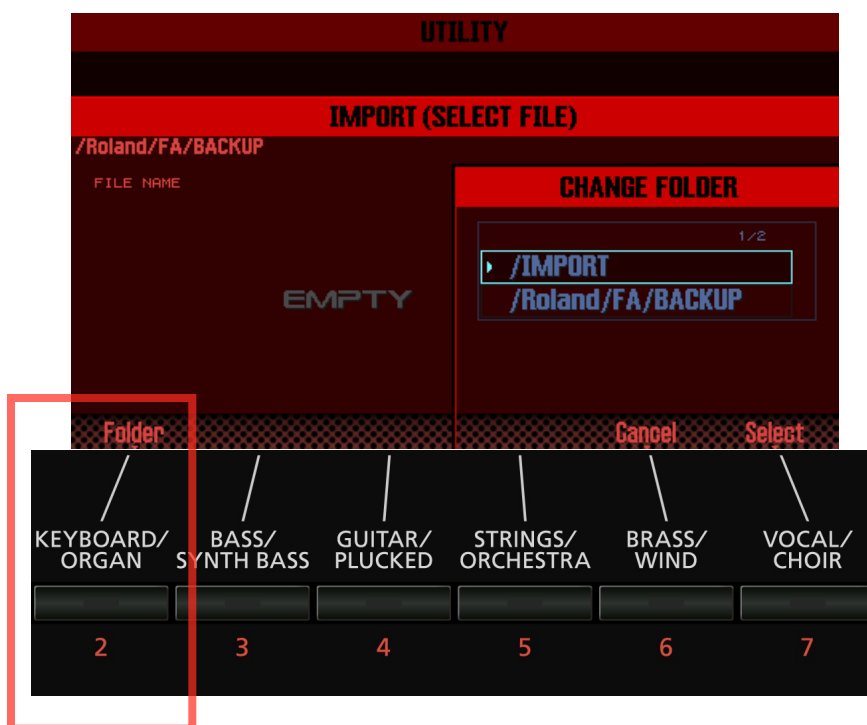 UTILITY
IMPORT (SELECT FILE)
/Roland/FA/BACKUP
FILE NAME
EMPTY
CHANGE FOLDER
1/2
/IMPORT
/Roland/FA/BACKUP
Folder Cancel Select
KEYBOARD/ BASS/ GUITAR/ STRINGS/ BRASS/ VOCAL/
ORGAN SYNTH BASS PLUCKED ORCHESTRA WIND CHOIR
2 3 4 5 6 7